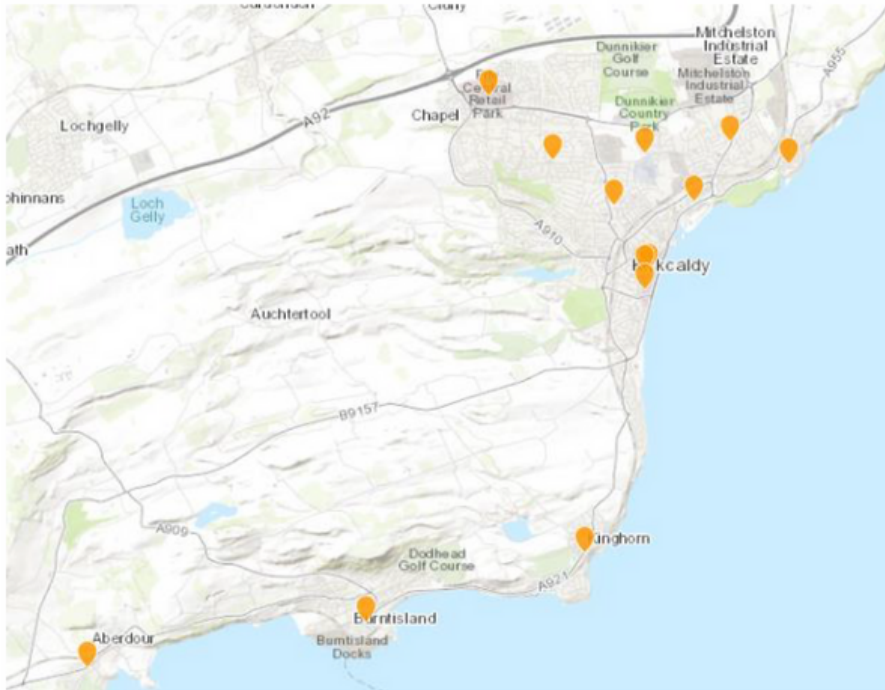 Mitchelston
Industrial
Estate
Dunnikier
Golf
Course
Mitchelston
Industrial
Estate
A955
Central
Retail
Park
Dunnikier
Country
Chapel
A92
Lochgelly
Loch
Gelly
A910
Auchtertool
B9157
A909
Dodhead
Golf Course
A921
Aberdour
Burntisland
Docks